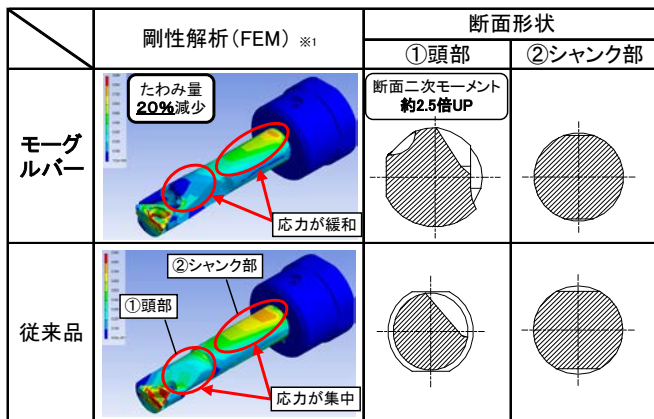 剛性解析(FEM) ※1
断面形状
①頭部
②シャンク部
モーグ
ルバー
たわみ量
20%減少
応力が緩和
断面二次モーメント
約2.5倍UP
従来品
②シャンク部
①頭部
応力が集中